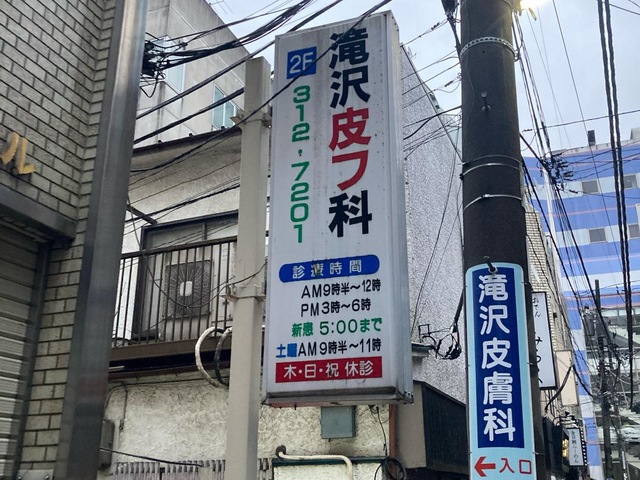 2F
滝沢皮フ科
312・7201
診療時間
AM9時半〜12時
PM3時〜6時
新患 5:00まで
土曜AM9時半〜11時
木・日・祝 休診
滝沢皮膚科
←入口
ル